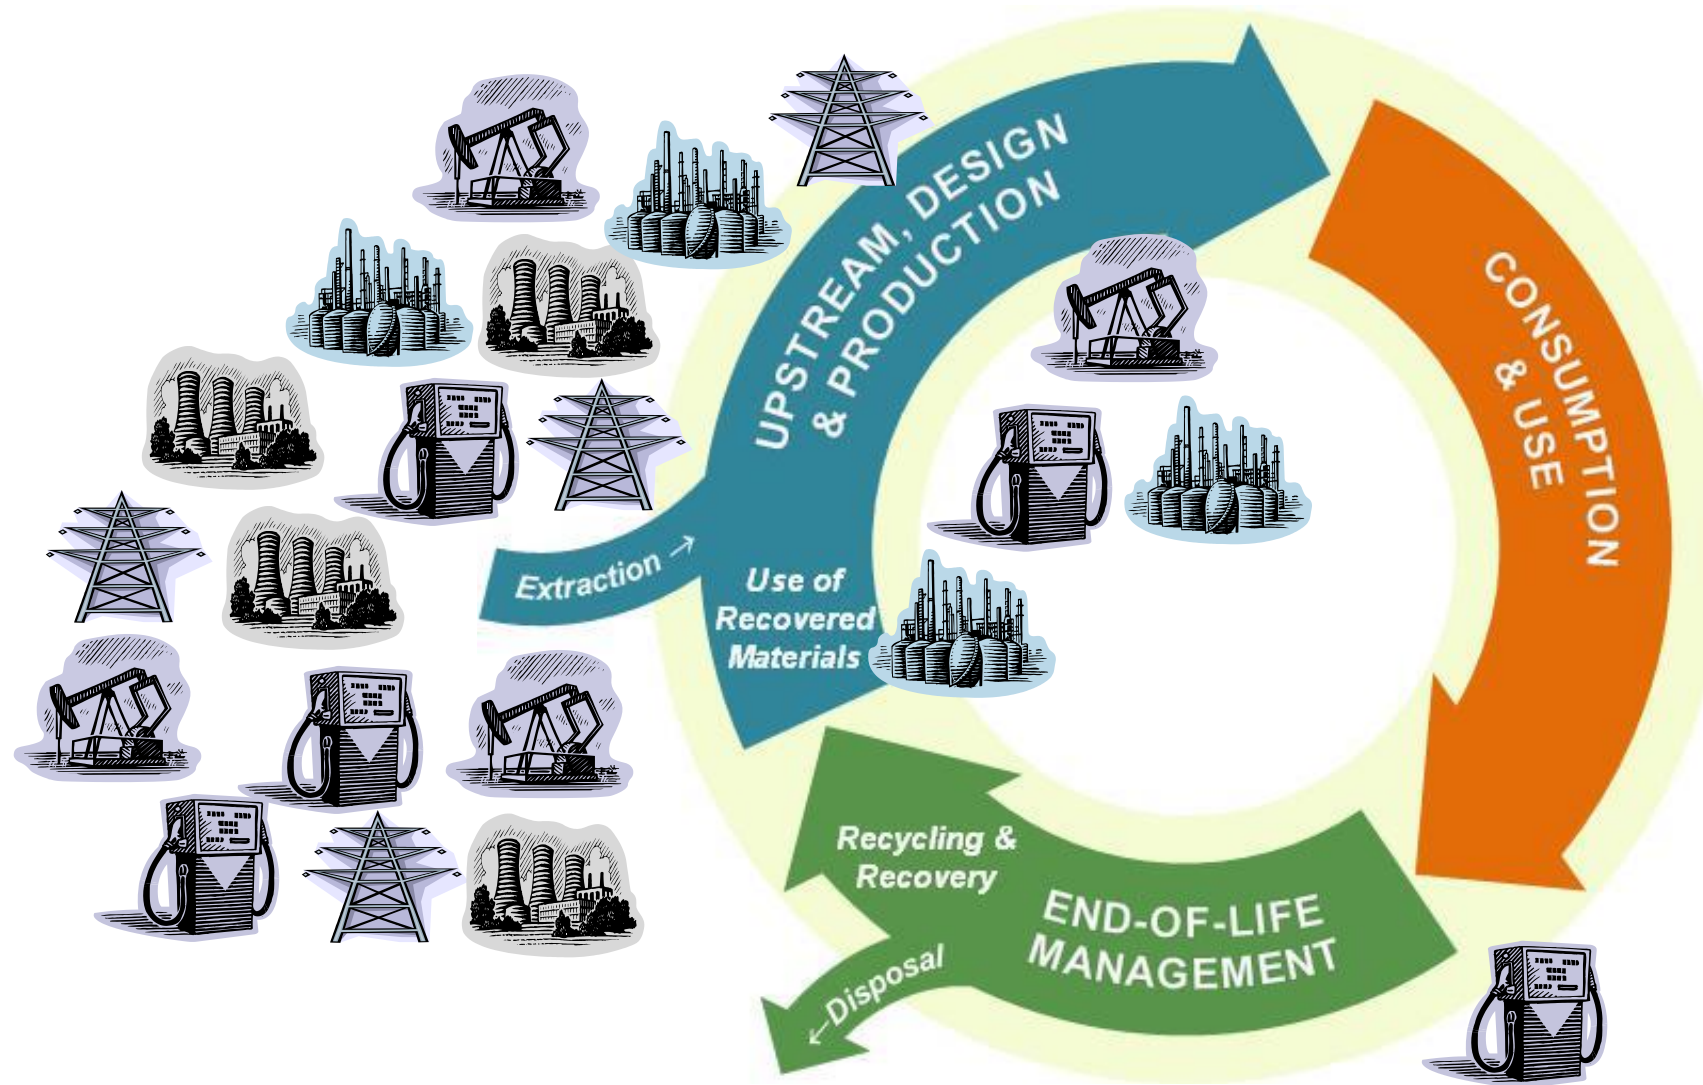 UPSTREAM, DESIGN
& PRODUCTION
CONSUMPTION
& USE
Extraction →
Use of
Recovered
Materials
Recycling &
Recovery
END-OF-LIFE
MANAGEMENT
←Disposal